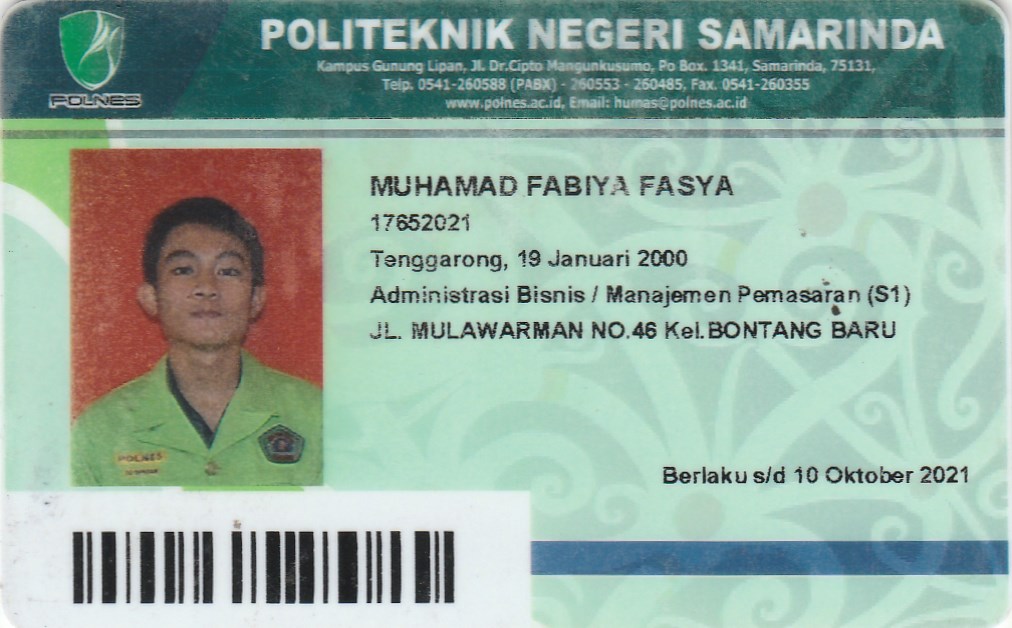 POLITEKNIK NEGERI SAMARINDA
Kampus Gunung Lipan, Jl. Dr.Cipto Mangunkusumo, Po Box. 1341, Samarinda, 75131,
Telp. 0541-260588 (PABX) - 260553 - 260485, Fax. 0541-260355
www.polnes.ac.id, Email: humas@polnes.ac.id
POLNES
MUHAMAD FABIYA FASYA
17652021
Tenggarong, 19 Januari 2000
Administrasi Bisnis / Manajemen Pemasaran (S1)
JL. MULAWARMAN NO.46 Kel.BONTANG BARU
POLNES
Berlaku s/d 10 Oktober 2021